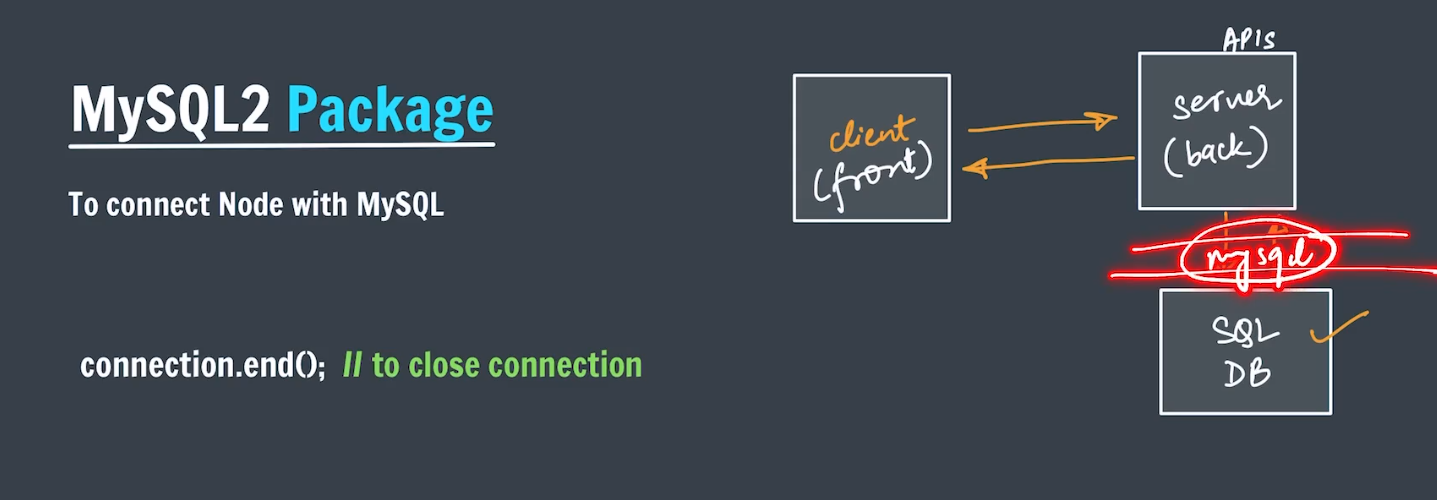 MySQL2 Package
To connect Node with MySQL
connection.end(); // to close connection
APIs
client
(front)
server
(back)
mysql
SQL
DB